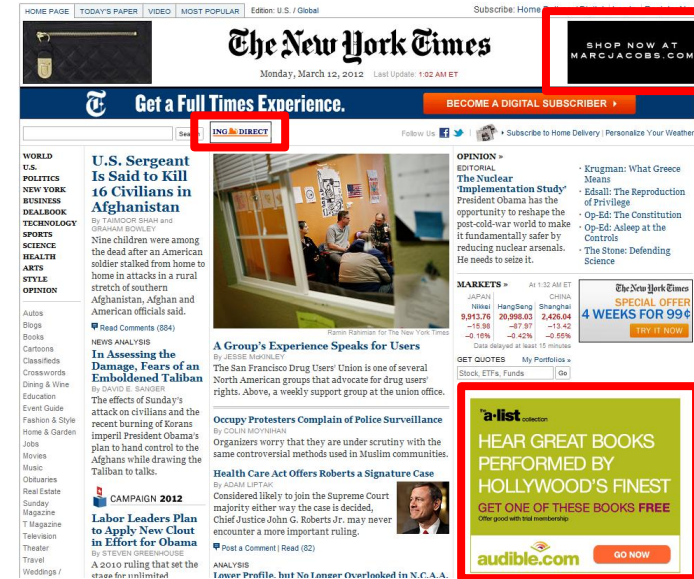 HOME PAGE TODAY'S PAPER VIDEO MOST POPULAR Edition: U.S. / Global
Subscribe: Home
The New York Times
Monday, March 12, 2012 Last Update: 1:02 AM ET
SHOP NOW AT
MARCJACOBS.COM
Get a Full Times Experience.
BECOME A DIGITAL SUBSCRIBER
ING DIRECT
Follow Us
Subscribe to Home Delivery | Personalize Your Weather
WORLD
U.S.
POLITICS
NEW YORK
BUSINESS
DEALBOOK
TECHNOLOGY
SPORTS
SCIENCE
HEALTH
ARTS
STYLE
OPINION
Autos
Blogs
Books
Cartoons
Classifieds
Crosswords
Dining & Wine
Education
Event Guide
Fashion & Style
Home & Garden
Jobs
Movies
Music
Obituaries
Real Estate
Sunday
Magazine
T Magazine
Television
Theater
Travel
Weddings /
U.S. Sergeant
Is Said to Kill
16 Civilians in
Afghanistan
By TAIMOOR SHAH and
GRAHAM BOWLEY
Nine children were among
the dead after an American
soldier stalked from home to
home in attacks in a rural
stretch of southern
Afghanistan, Afghan and
American officials said.
Read Comments (884)
NEWS ANALYSIS
In Assessing the
Damage, Fears of an
Emboldened Taliban
By DAVID E. SANGER
The effects of Sunday's
attack on civilians and the
recent burning of Korans
imperil President Obama's
plan to hand control to the
Afghans while drawing the
Taliban to talks.
CAMPAIGN 2012
Labor Leaders Plan
to Apply New Clout
in Effort for Obama
By STEVEN GREENHOUSE
A 2010 ruling that set the
stage for unlimited
Ramin Rahimian for The New York Times
A Group's Experience Speaks for Users
By JESSE McKINLEY
The San Francisco Drug Users' Union is one of several
North American groups that advocate for drug users'
rights. Above, a weekly support group at the union office.
Occupy Protesters Complain of Police Surveillance
By COLIN MOYNIHAN
Organizers worry that they are under scrutiny with the
same controversial methods used in Muslim communities.
Health Care Act Offers Roberts a Signature Case
By ADAM LIPTAK
Considered likely to join the Supreme Court
majority either way the case is decided,
Chief Justice John G. Roberts Jr. may never
encounter a more important ruling.
Post a Comment | Read (82)
ANALYSIS
Lower Profile, but No Longer Overlooked in N.C.A.A.
OPINION »
EDITORIAL
The Nuclear
'Implementation Study'
President Obama has the
opportunity to reshape the
post-cold-war world to make
it fundamentally safer by
reducing nuclear arsenals.
He needs to seize it.
· Krugman: What Greece
Means
· Edsall: The Reproduction
of Privilege
· Op-Ed: The Constitution
· Op-Ed: Asleep at the
Controls
· The Stone: Defending
Science
MARKETS » At 1:32 AM ET
JAPAN CHINA
Nikkei HangSeng Shanghai
9,913.76 20,998.03 2,426.04
-15.98 -87.97 -13.42
-0.16% -0.42% -0.55%
Data delayed at least 15 minutes
GET QUOTES My Portfolios »
Stock, ETFs, Funds Go
The New York Times
SPECIAL OFFER
4 WEEKS FOR 99¢
TRY IT NOW
The a-list collection
HEAR GREAT BOOKS
PERFORMED BY
HOLLYWOOD'S FINEST
GET ONE OF THESE BOOKS FREE
Offer good with trial membership
audible.com
GO NOW